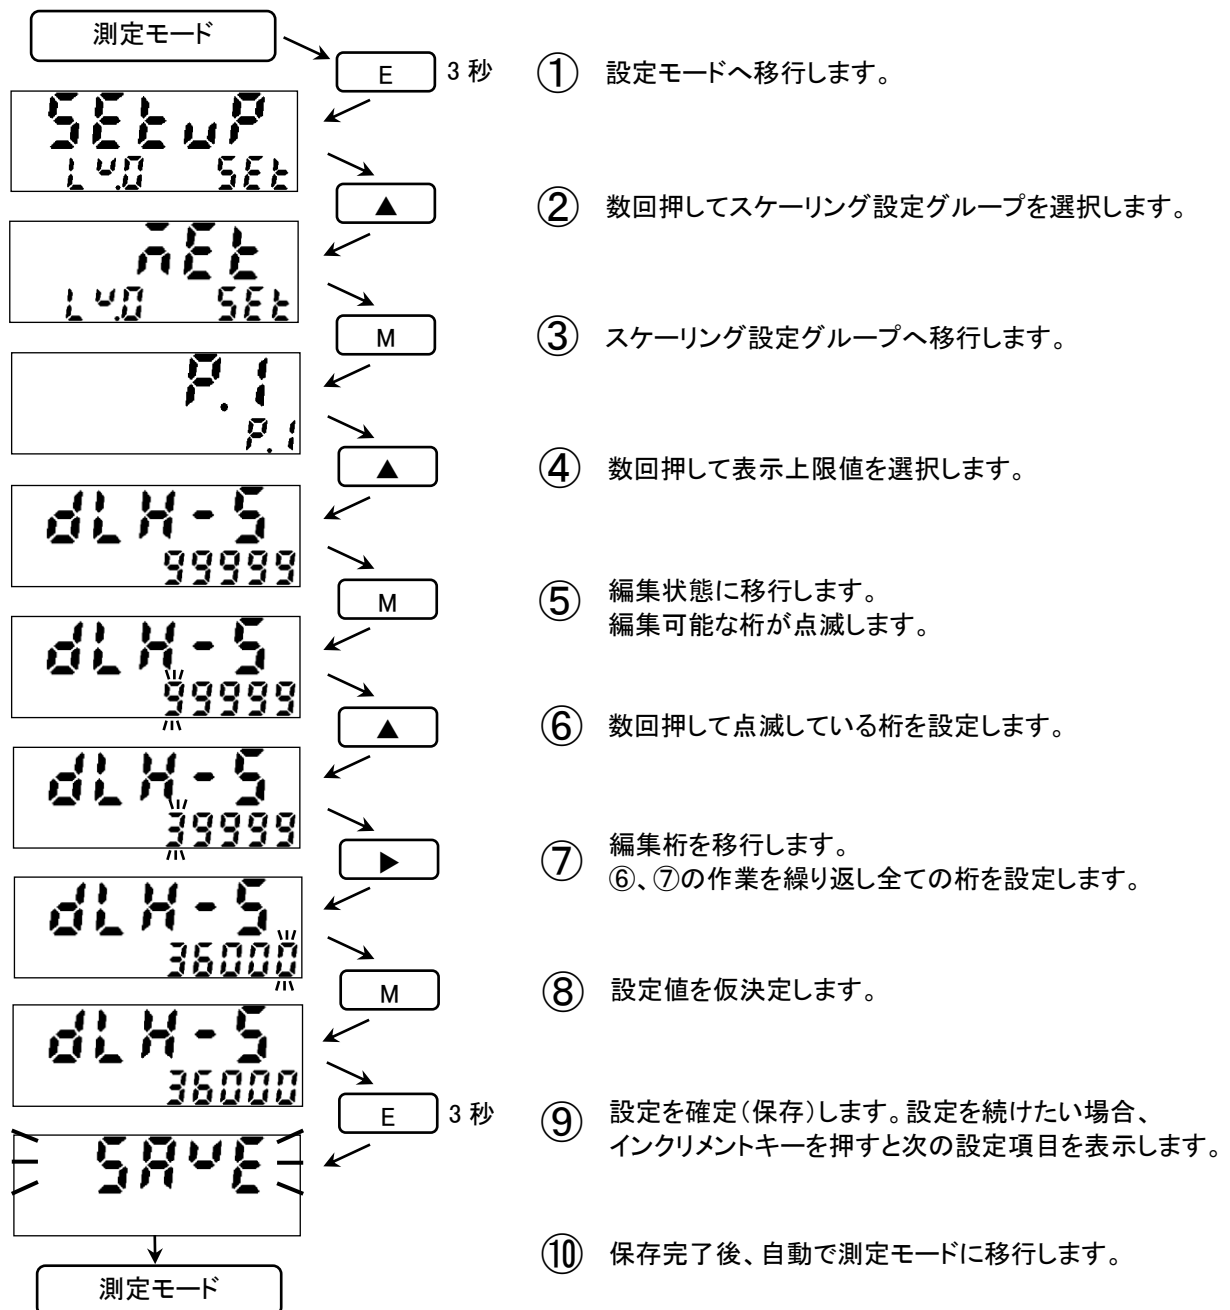 測定モード
E 3 秒 ① 設定モードへ移行します。
SEtuP
Lv.0 SEt
▲ ② 数回押してスケーリング設定グループを選択します。
mEt
Lv.0 SEt
M ③ スケーリング設定グループへ移行します。
P.1
P.1
▲ ④ 数回押して表示上限値を選択します。
dLH-S
99999
M ⑤ 編集状態に移行します。
編集可能な桁が点滅します。
dLH-S
99999
▲ ⑥ 数回押して点滅している桁を設定します。
dLH-S
39999
▶ ⑦ 編集桁を移行します。
⑥、⑦の作業を繰り返し全ての桁を設定します。
dLH-S
36000
M ⑧ 設定値を仮決定します。
dLH-S
36000
E 3 秒 ⑨ 設定を確定(保存)します。設定を続けたい場合、
インクリメントキーを押すと次の設定項目を表示します。
SAvE
⑩ 保存完了後、自動で測定モードに移行します。
測定モード